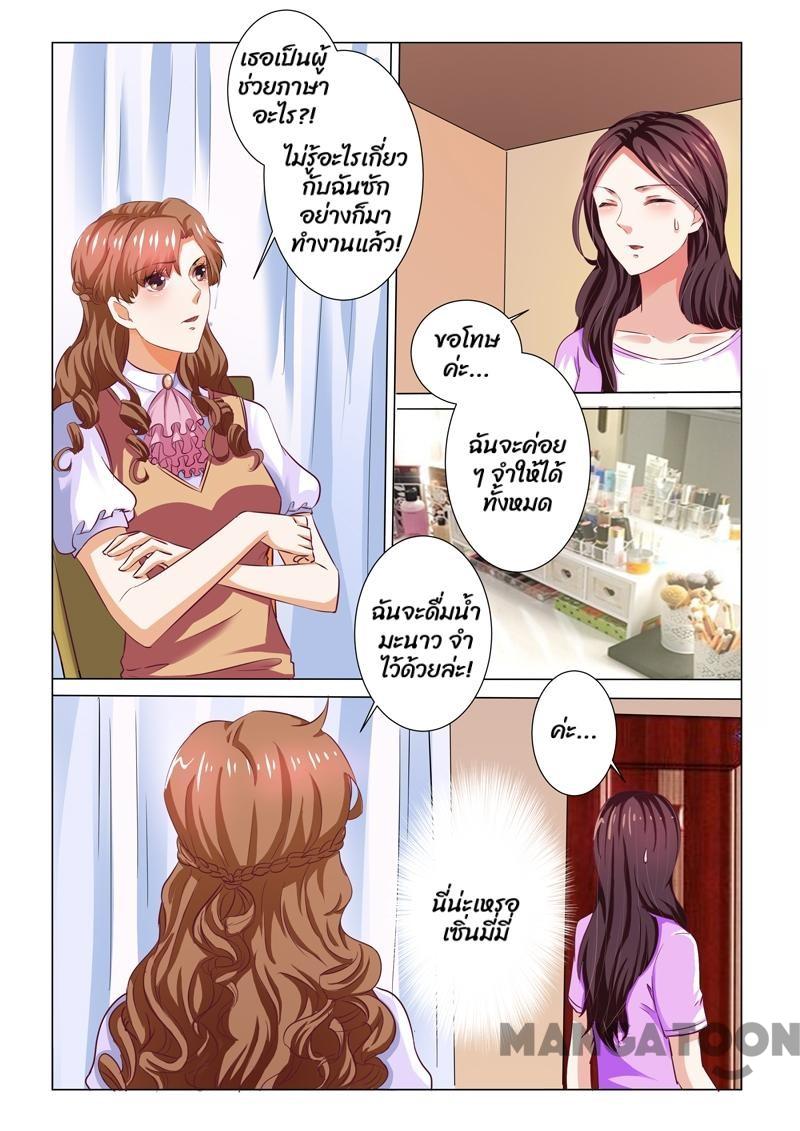 เธอเป็นผู้
ช่วยภาษา
อะไร?!
ไม่รู้อะไรเกี่ยว
กับฉันซัก
อย่างก็มา
ทำงานแล้ว!
ขอโทษ
ค่ะ...
ฉันจะค่อย
ๆ จำให้ได้
ทั้งหมด
ฉันจะดื่มน้ำ
มะนาว จำ
ไว้ด้วยล่ะ!
ค่ะ...
นี่น่ะเหรอ
เซิ่นมี่มี่
MANGATOON